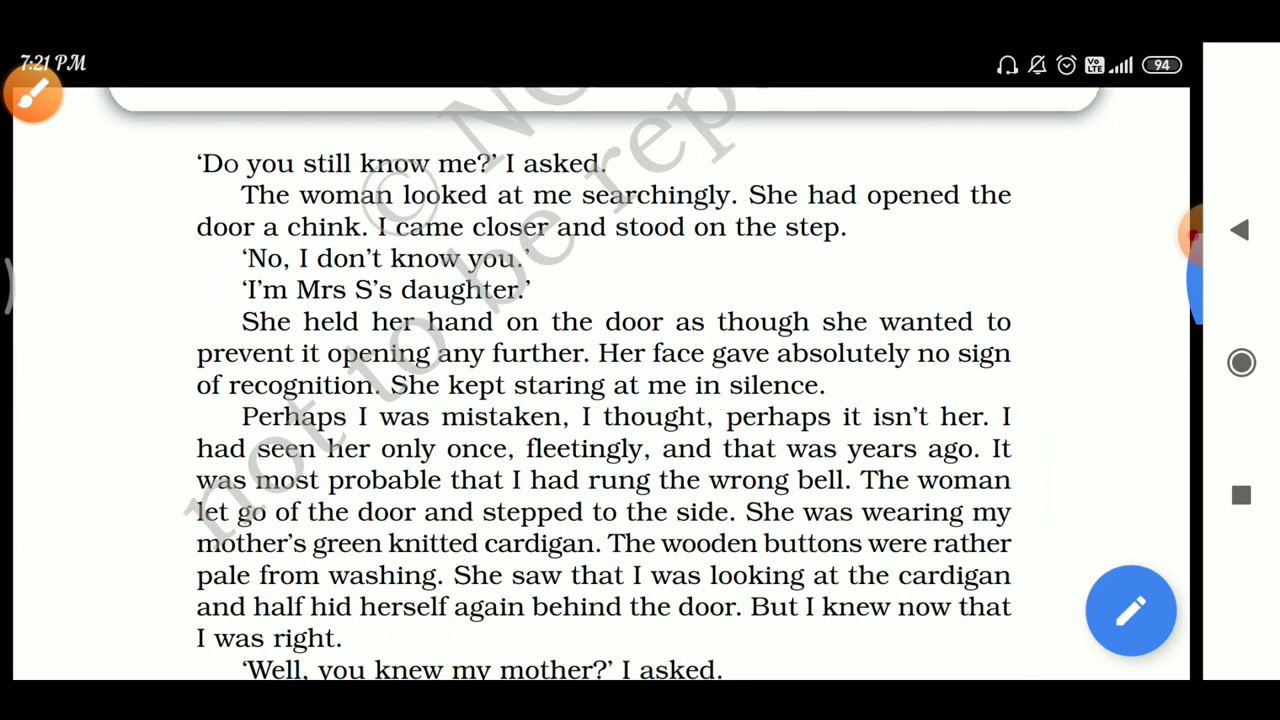 7:21 PM
Vo LTE
94
© NC
not to be rep
‘Do you still know me?’ I asked.
The woman looked at me searchingly. She had opened the
door a chink. I came closer and stood on the step.
‘No, I don’t know you.’
‘I’m Mrs S’s daughter.’
She held her hand on the door as though she wanted to
prevent it opening any further. Her face gave absolutely no sign
of recognition. She kept staring at me in silence.
Perhaps I was mistaken, I thought, perhaps it isn’t her. I
had seen her only once, fleetingly, and that was years ago. It
was most probable that I had rung the wrong bell. The woman
let go of the door and stepped to the side. She was wearing my
mother’s green knitted cardigan. The wooden buttons were rather
pale from washing. She saw that I was looking at the cardigan
and half hid herself again behind the door. But I knew now that
I was right.
‘Well, you knew my mother?’ I asked.